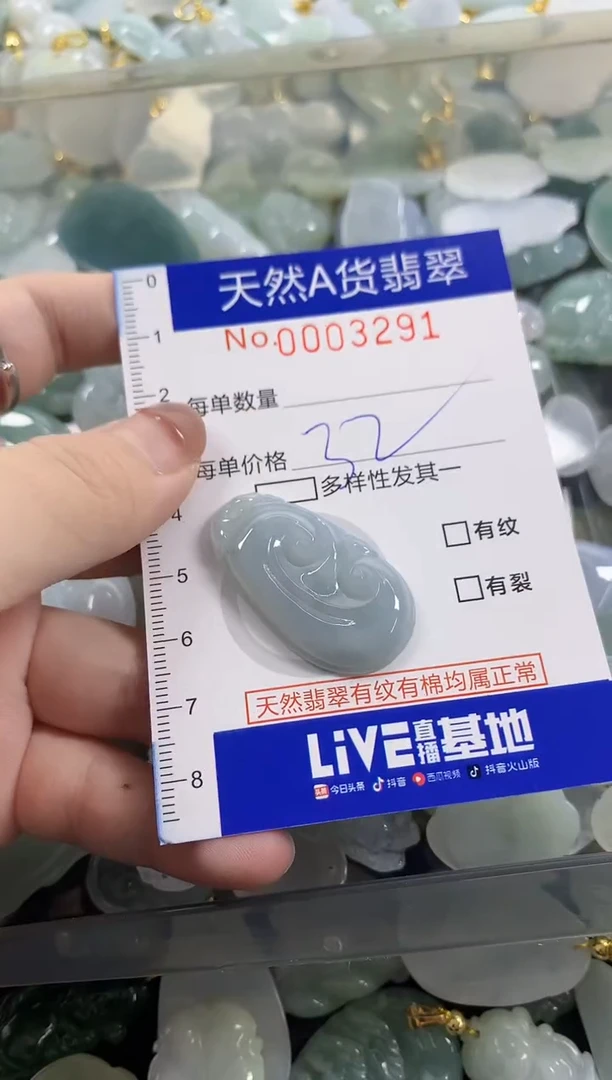 天然A货翡翠
No.0003291
每单数量
每单价格 32
多样性发其一
有纹
有裂
天然翡翠有纹有棉均属正常
LiVE直播基地
头条 今日头条 抖音 西瓜视频 抖音火山版
0
1
2
4
5
6
7
8